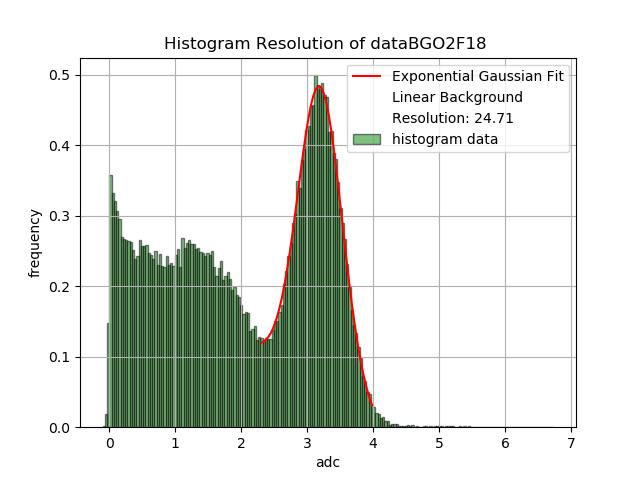 Histogram Resolution of dataBGO2F18
Exponential Gaussian Fit
Linear Background
Resolution: 24.71
histogram data
frequency
0.5
0.4
0.3
0.2
0.1
0.0
0 1 2 3 4 5 6 7
adc